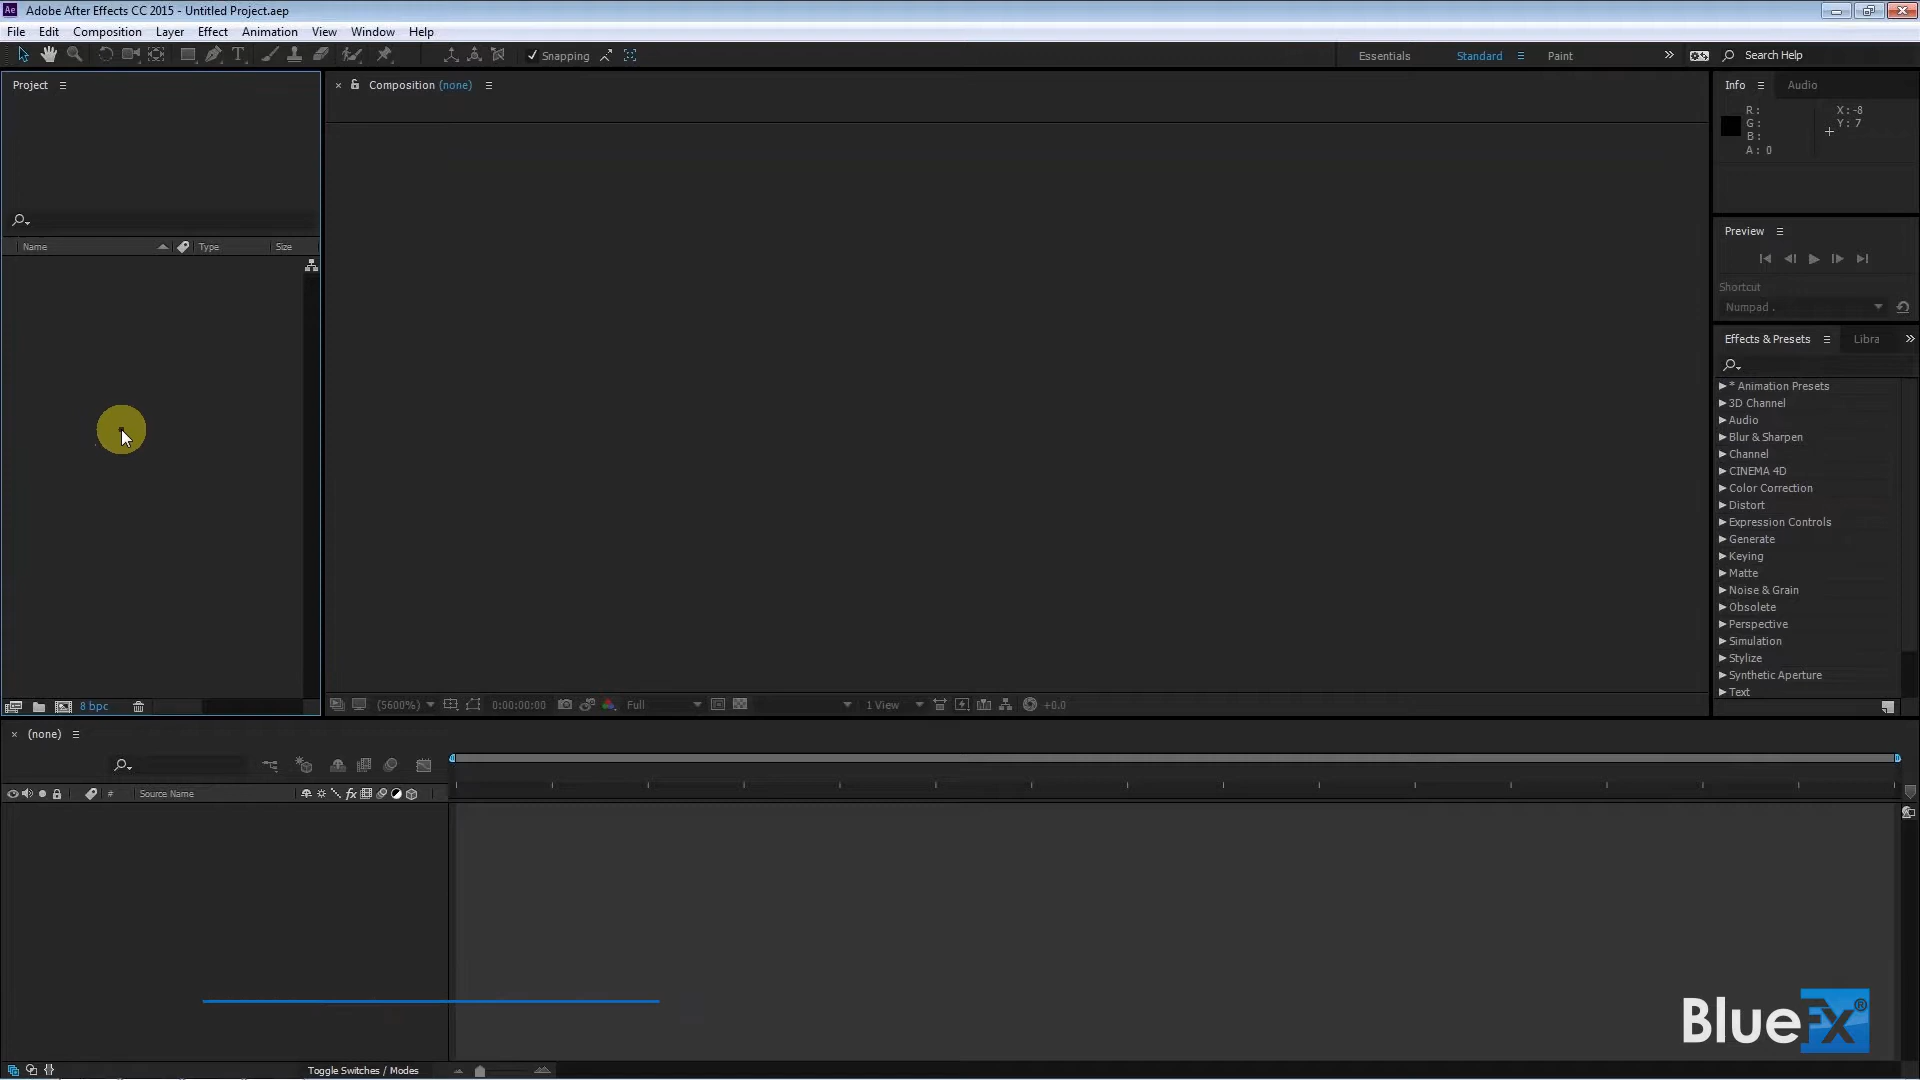 Ae Adobe After Effects CC 2015 - Untitled Project.aep
File Edit Composition Layer Effect Animation View Window Help
T Snapping Essentials Standard Paint » Search Help
Project
Composition (none)
Info Audio
R :
G :
B :
A : 0
X : -8
Y : 7
Preview
Shortcut
Numpad .
Name Type Size
Effects & Presets Libra »
* Animation Presets
3D Channel
Audio
Blur & Sharpen
Channel
CINEMA 4D
Color Correction
Distort
Expression Controls
Generate
Keying
Matte
Noise & Grain
Obsolete
Perspective
Simulation
Stylize
Synthetic Aperture
Text
8 bpc
(5600%) 0:00:00:00 Full 1 View +0.0
(none)
# Source Name fx
BlueFX®
Toggle Switches / Modes